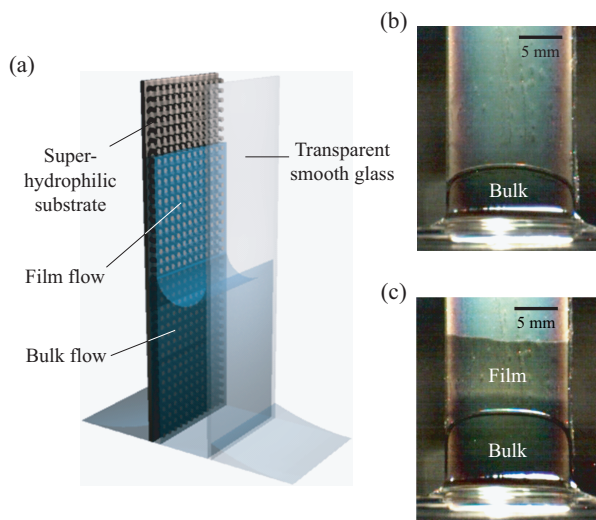 (a)
Super-
hydrophilic
substrate
Film flow
Bulk flow
Transparent
smooth glass
(b)
5 mm
Bulk
(c)
5 mm
Film
Bulk